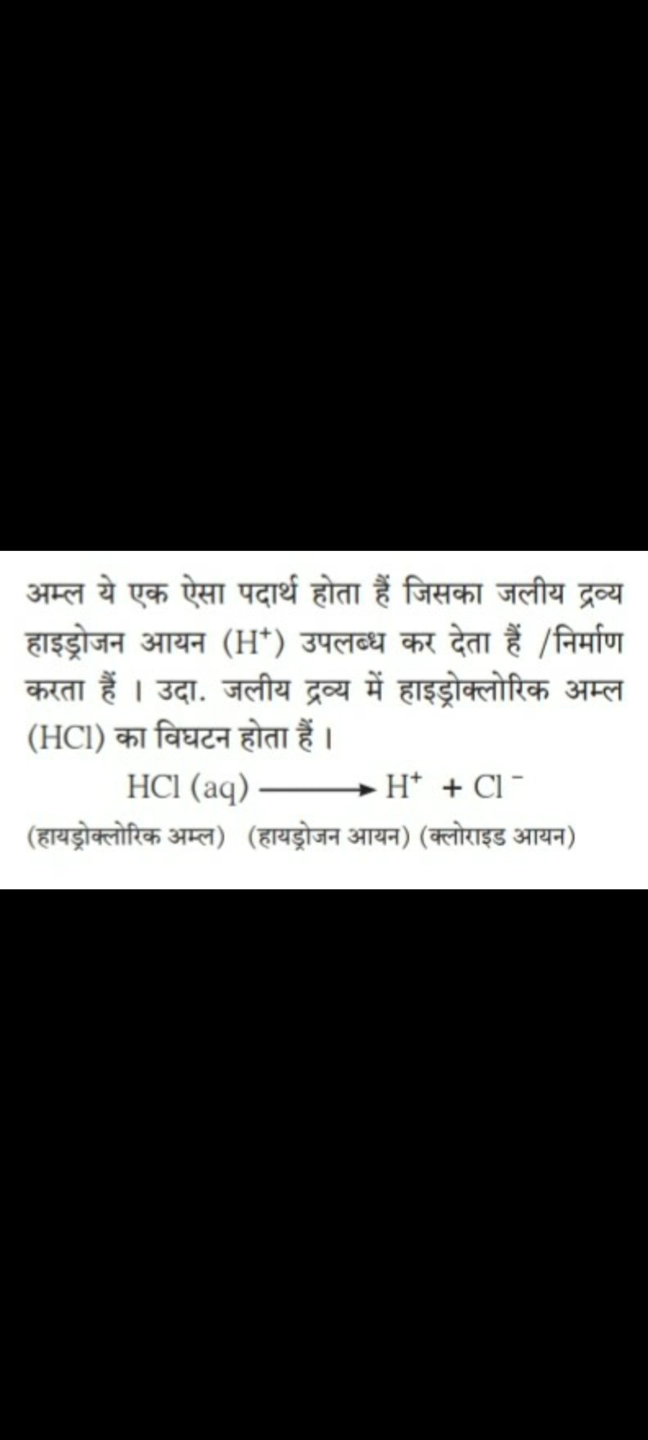 अम्ल ये एक ऐसा पदार्थ होता हैं जिसका जलीय द्रव्य
हाइड्रोजन आयन (H⁺) उपलब्ध कर देता हैं /निर्माण
करता हैं । उदा. जलीय द्रव्य में हाइड्रोक्लोरिक अम्ल
(HCl) का विघटन होता हैं ।
HCl (aq) ⟶ H⁺ + Cl⁻
(हायड्रोक्लोरिक अम्ल) (हायड्रोजन आयन) (क्लोराइड आयन)